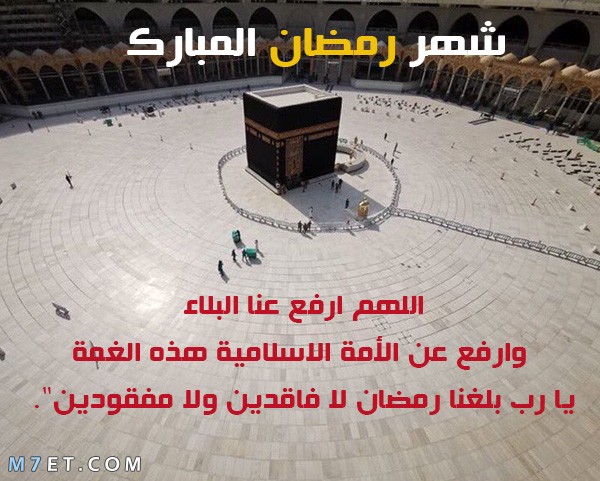 شهر رمضان المبارك
اللهم ارفع عنا البلاء
وارفع عن الأمة الاسلامية هذه الغمة
يا رب بلغنا رمضان لا فاقدين ولا مفقودين".
M7ET.COM